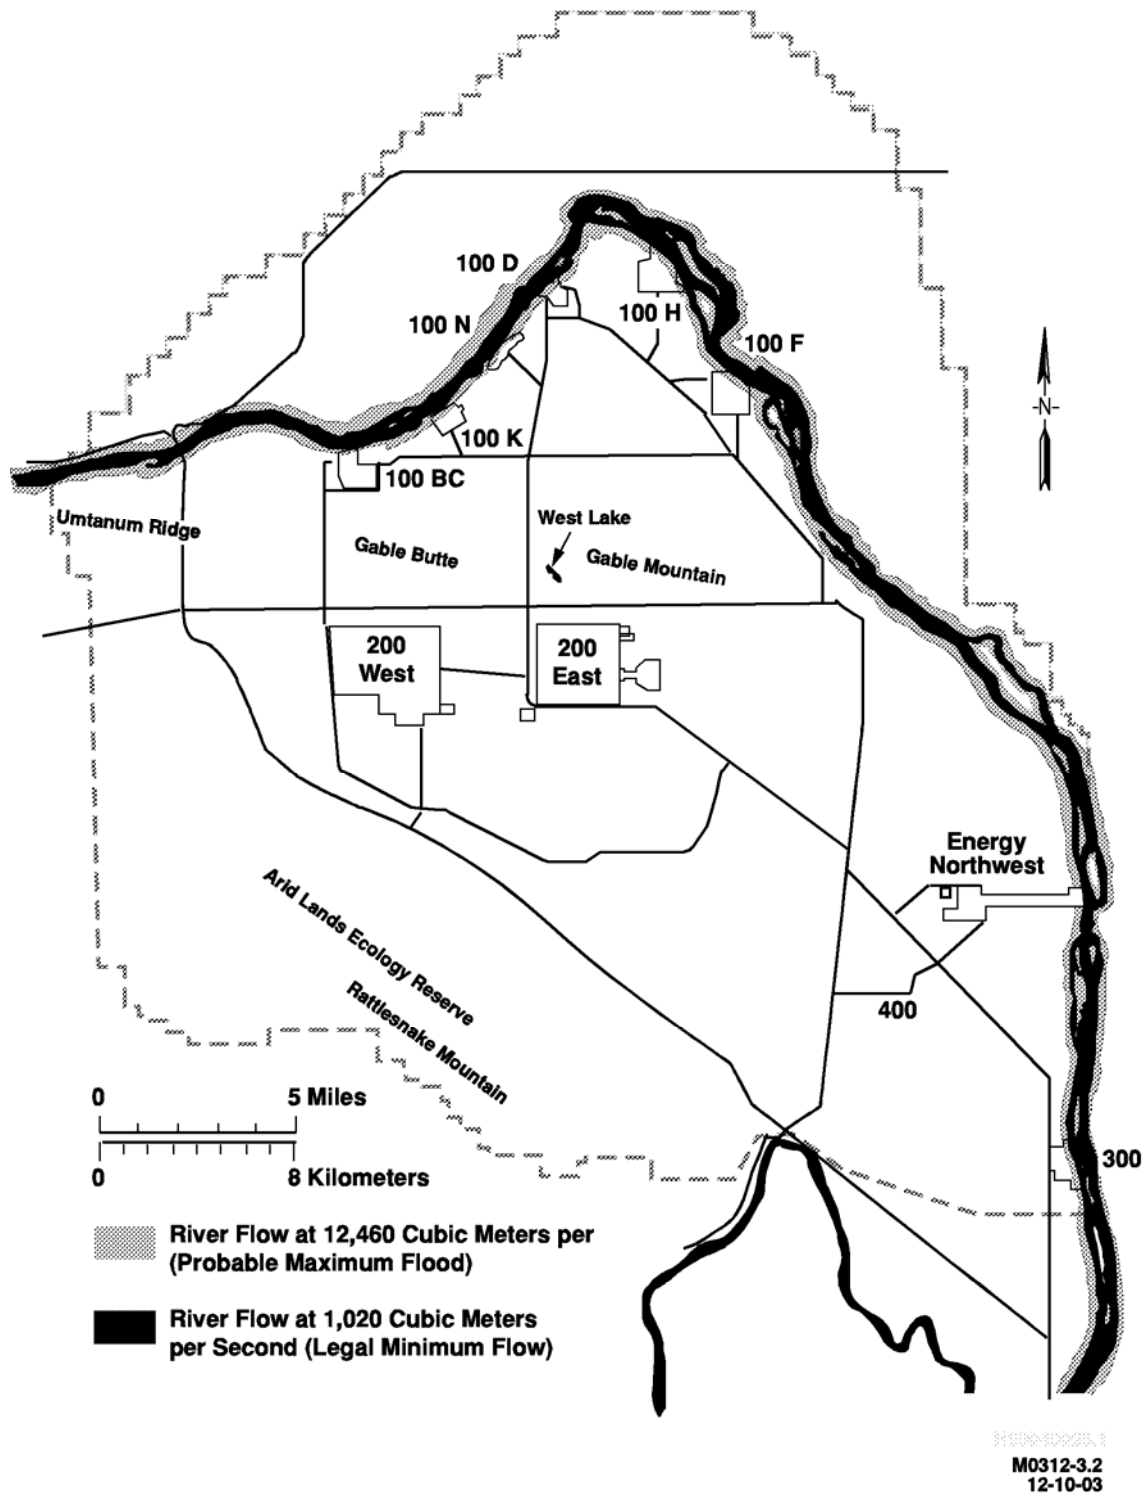 100 D
100 N
100 H
100 F
-N-
100 K
100 BC
Umtanum Ridge
West Lake
Gable Butte
Gable Mountain
200
West
200
East
Energy
Northwest
Arid Lands Ecology Reserve
Rattlesnake Mountain
400
0 5 Miles
0 8 Kilometers
300
River Flow at 12,460 Cubic Meters per
(Probable Maximum Flood)
River Flow at 1,020 Cubic Meters
per Second (Legal Minimum Flow)
M0312-3.2
12-10-03